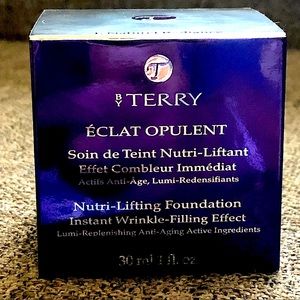 T
BY TERRY
ÉCLAT OPULENT
Soin de Teint Nutri-Liftant
Effet Combleur Immédiat
Actifs Anti-Âge, Lumi-Redensifiants
Nutri-Lifting Foundation
Instant Wrinkle-Filling Effect
Lumi-Replenishing Anti-Aging Active Ingredients
30 ml 1 fl. oz